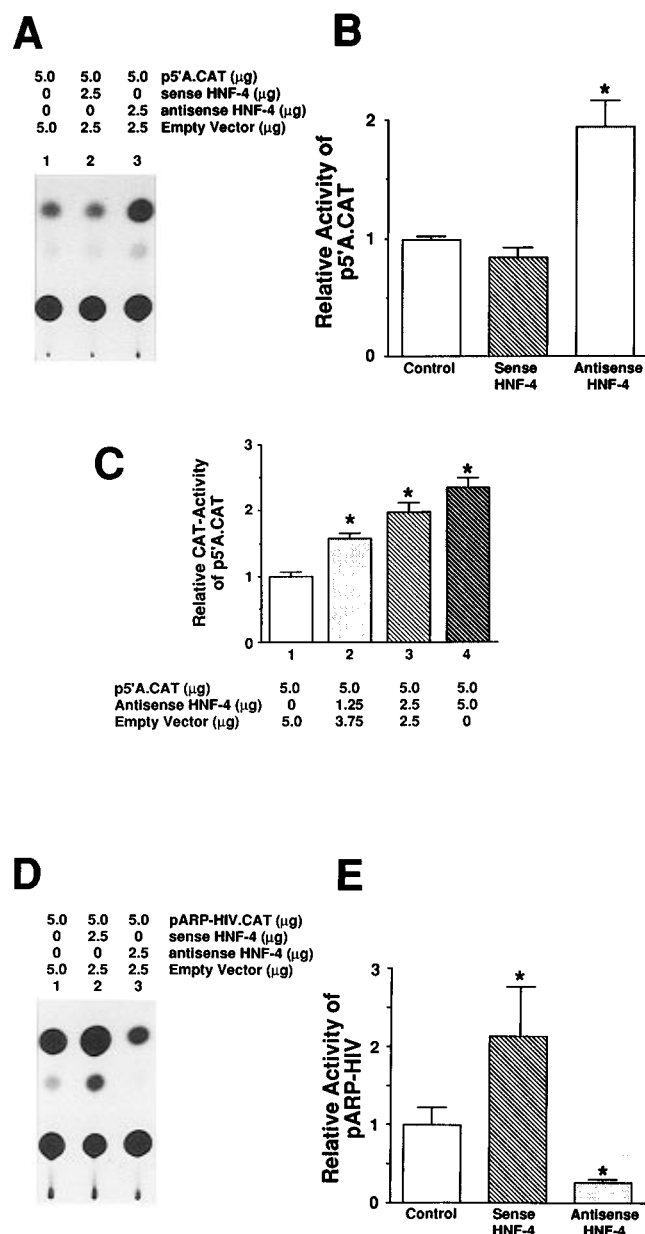 A
5.0 5.0 5.0 p5'A.CAT (μg)
0 2.5 0 sense HNF-4 (μg)
0 0 2.5 antisense HNF-4 (μg)
5.0 2.5 2.5 Empty Vector (μg)
1 2 3
B
Relative Activity of
p5'A.CAT
2
1
0
*
Control
Sense
HNF-4
Antisense
HNF-4
C
Relative CAT-Activity
of p5'A.CAT
3
2
1
0
* * *
1 2 3 4
p5'A.CAT (μg) 5.0 5.0 5.0 5.0
Antisense HNF-4 (μg) 0 1.25 2.5 5.0
Empty Vector (μg) 5.0 3.75 2.5 0
D
5.0 5.0 5.0 pARP-HIV.CAT (μg)
0 2.5 0 sense HNF-4 (μg)
0 0 2.5 antisense HNF-4 (μg)
5.0 2.5 2.5 Empty Vector (μg)
1 2 3
E
Relative Activity of
pARP-HIV
3
2
1
0
*
*
Control
Sense
HNF-4
Antisense
HNF-4